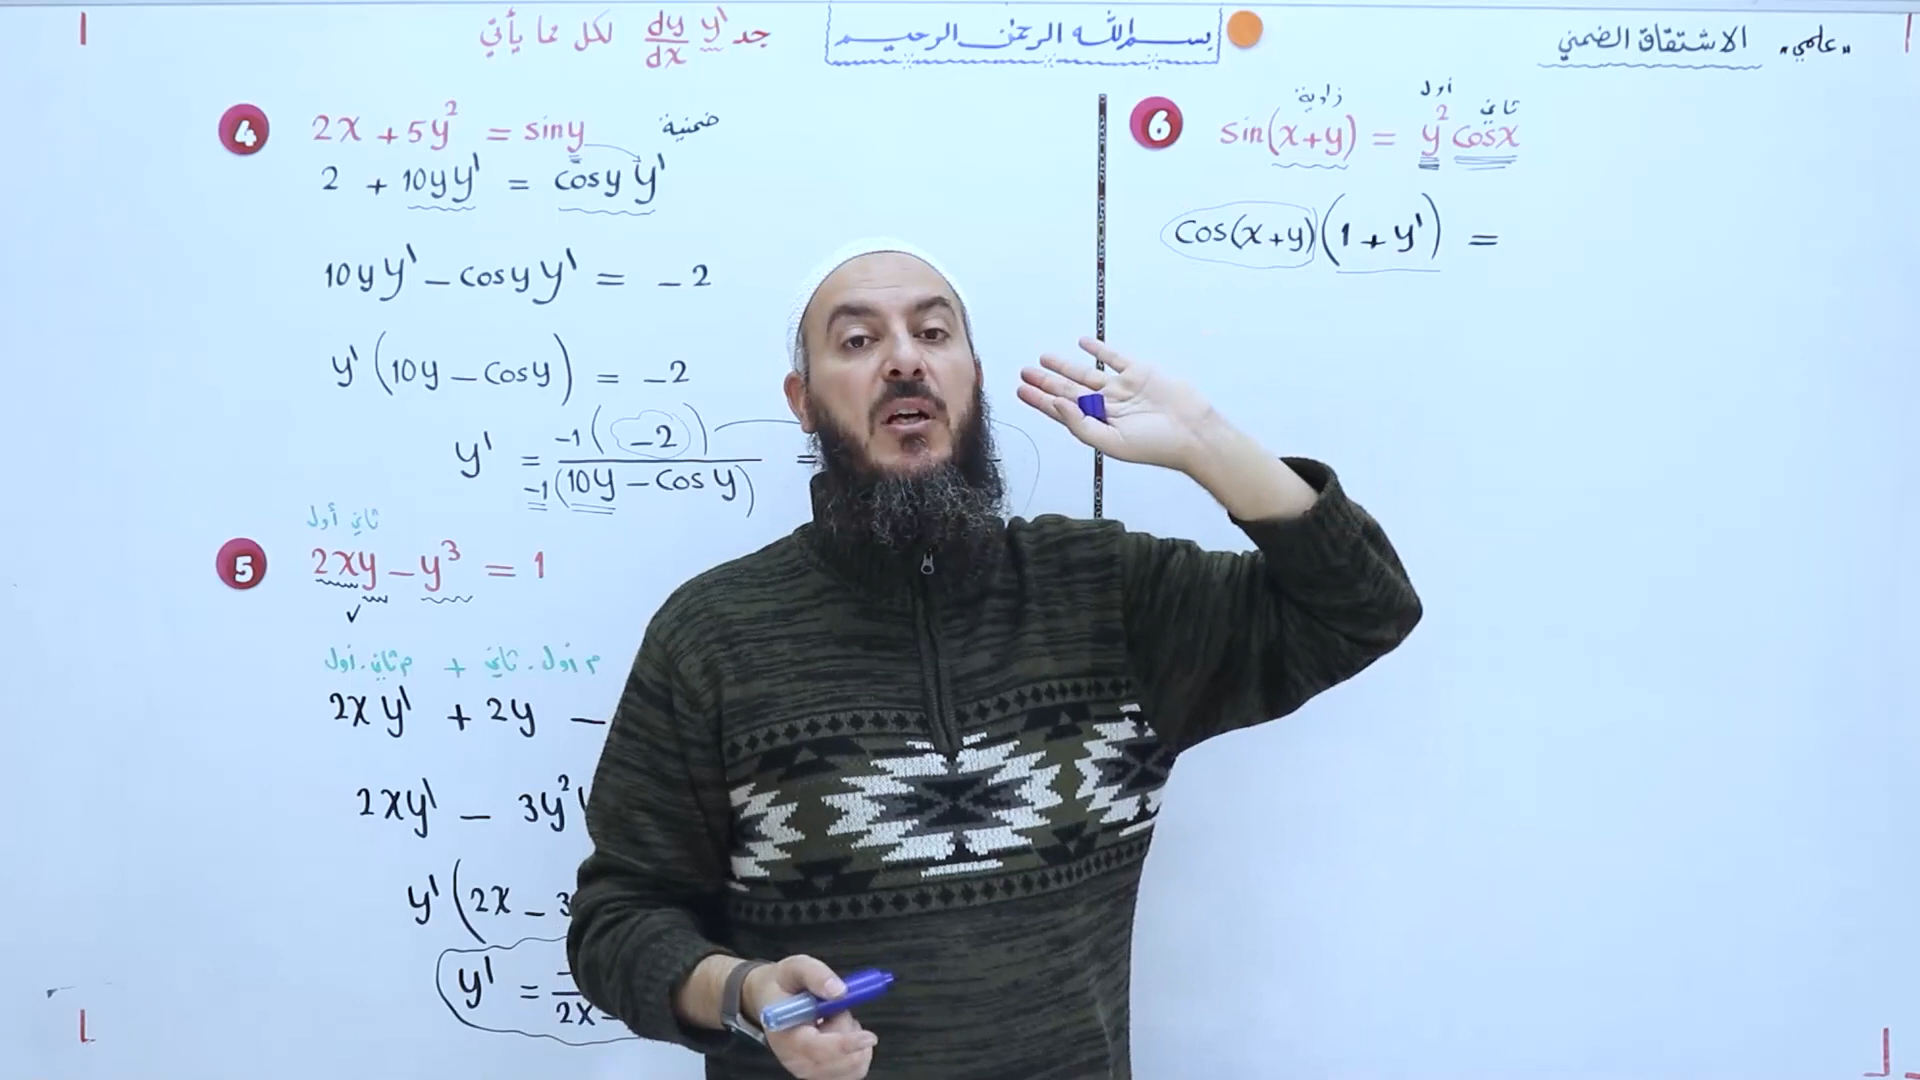 "علمي" الاشتقاق الضمني
بسم الله الرحمن الرحيم
جد y' dy/dx لكل مما يأتي
4 2x + 5y² = sin y ضمنية
2 + 10yy' = cos y y'
10yy' − cos y y' = −2
y' (10y − cos y) = −2
y' = −1(−2) / −1(10y − cos y) =
ثاني أول
5 2xy − y³ = 1
✓
م أول . ثاني + م ثاني . أول
2x y' + 2y −
2xy' − 3y²
y' (2x − 3
y' = − / 2x
زاوية أول ثاني
6 sin(x+y) = y² cos x
cos(x+y)(1 + y') =